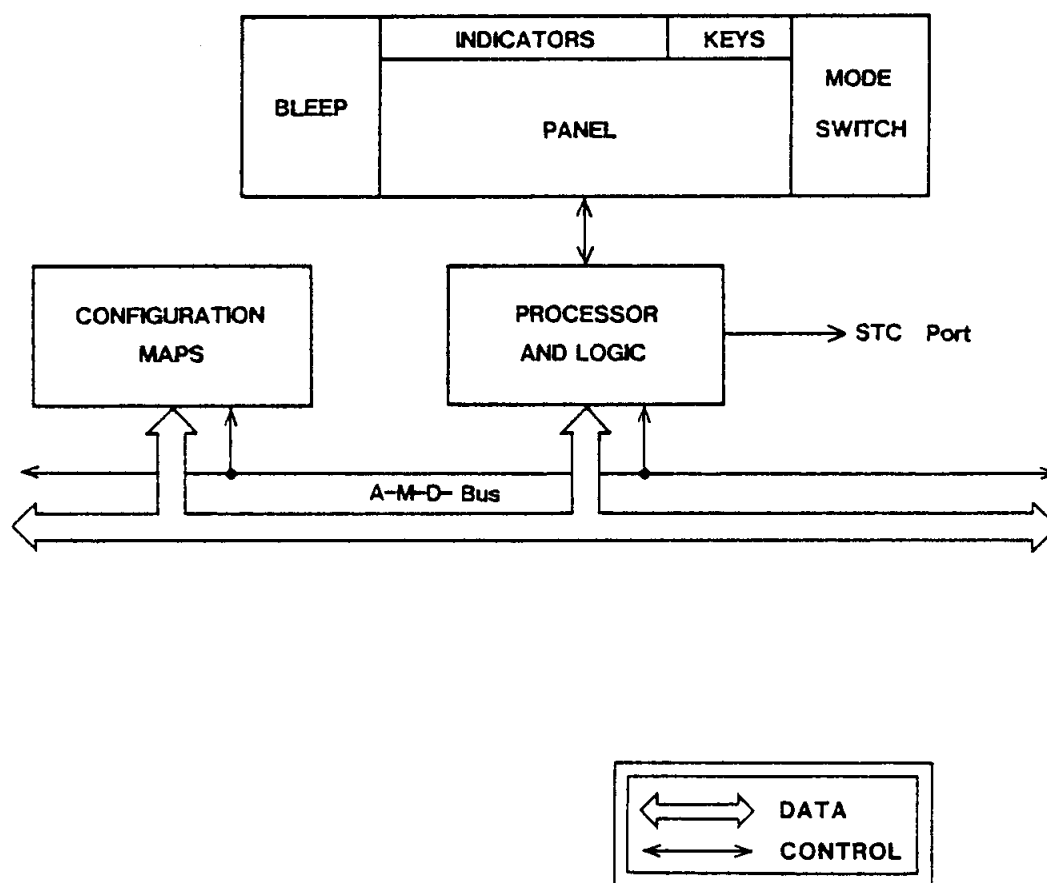 INDICATORS
KEYS
BLEEP
PANEL
MODE
SWITCH
CONFIGURATION
MAPS
PROCESSOR
AND LOGIC
STC Port
A-M-D- Bus
DATA
CONTROL